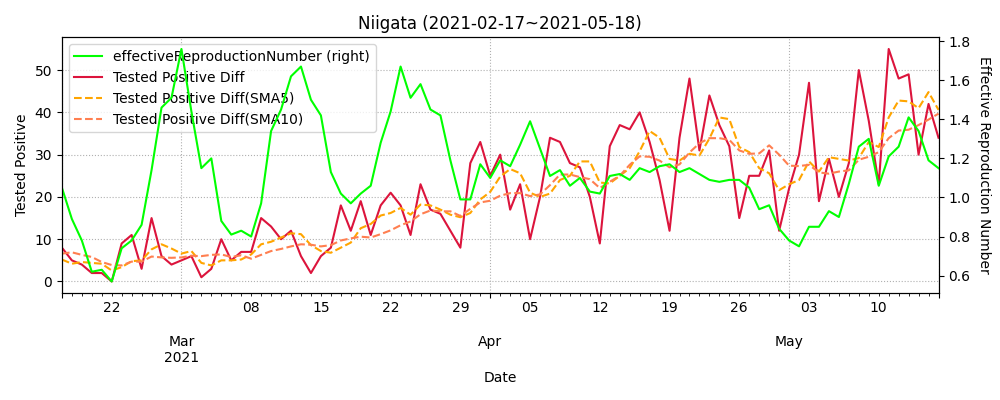 Niigata (2021-02-17~2021-05-18)
effectiveReproductionNumber (right)
Tested Positive Diff
Tested Positive Diff(SMA5)
Tested Positive Diff(SMA10)
Tested Positive
50
40
30
20
10
0
1.8
1.6
1.4
1.2
1.0
0.8
0.6
Effective Reproduction Number
22 08 15 22 29 05 12 19 26 03 10
Mar Apr May
2021
Date